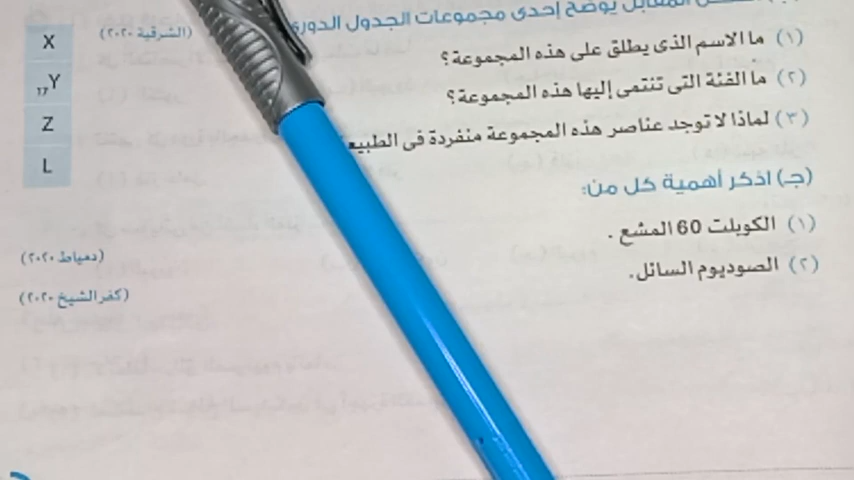 المقابل يوضح إحدى مجموعات الجدول الدورى
(١) ما الاسم الذى يطلق على هذه المجموعة؟ (الشرقية ٢٠٢٠)
(٢) ما الفئة التى تنتمى إليها هذه المجموعة؟
(٣) لماذا لا توجد عناصر هذه المجموعة منفردة فى
X
₁₇Y
Z
L
(جـ) اذكر أهمية كل من:
(١) الكوبلت 60 المشع . (دمياط ٢٠٢٠)
(٢) الصوديوم السائل. (كفر الشيخ ٢٠٢٠)